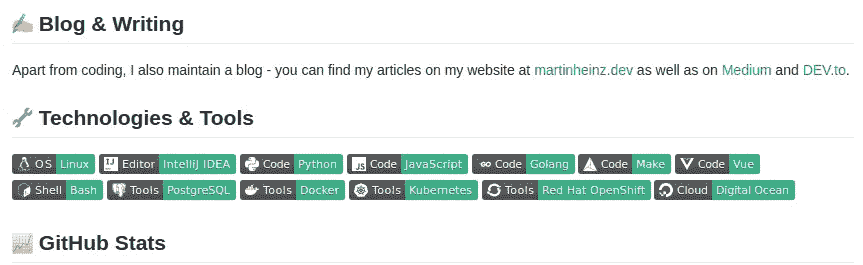 Blog & Writing
Apart from coding, I also maintain a blog - you can find my articles on my website at martinheinz.dev as well as on Medium and DEV.to.
Technologies & Tools
OS Linux Editor IntelliJ IDEA Code Python JS Code JavaScript GO Code Golang Code Make Code Vue
Shell Bash Tools PostgreSQL Tools Docker Tools Kubernetes Tools Red Hat OpenShift Cloud Digital Ocean
GitHub Stats